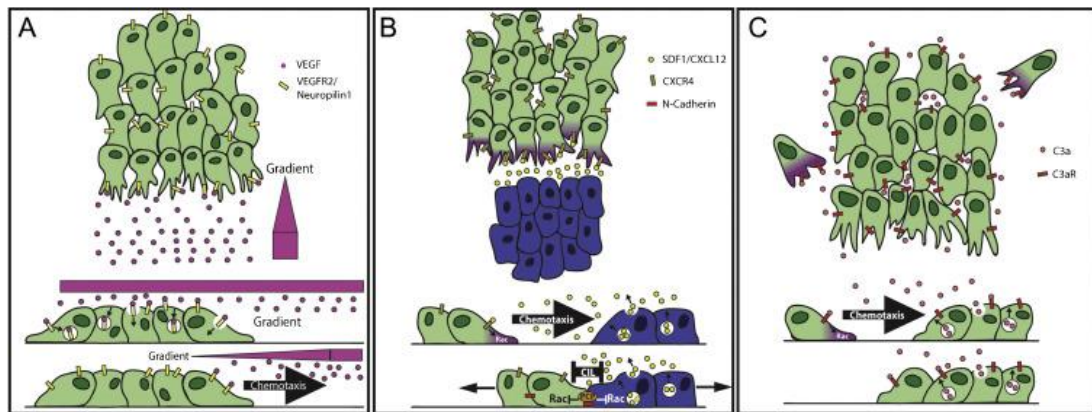 A
VEGF
VEGFR2/
Neuropilin1
Gradient
Gradient
Gradient
Chemotaxis
B
SDF1/CXCL12
CXCR4
N-Cadherin
Chemotaxis
Rac
CIL
Rac
PCP
Rac
C
C3a
C3aR
Chemotaxis
Rac